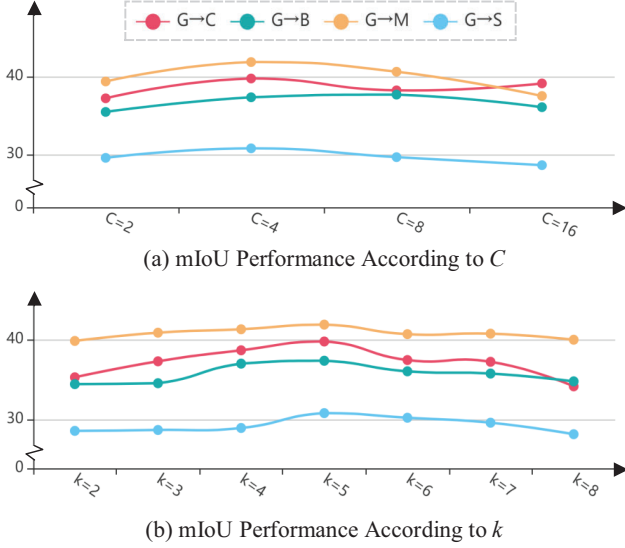 G→C G→B G→M G→S
40
30
0
C=2 C=4 C=8 C=16
(a) mIoU Performance According to C
40
30
0
k=2 k=3 k=4 k=5 k=6 k=7 k=8
(b) mIoU Performance According to k